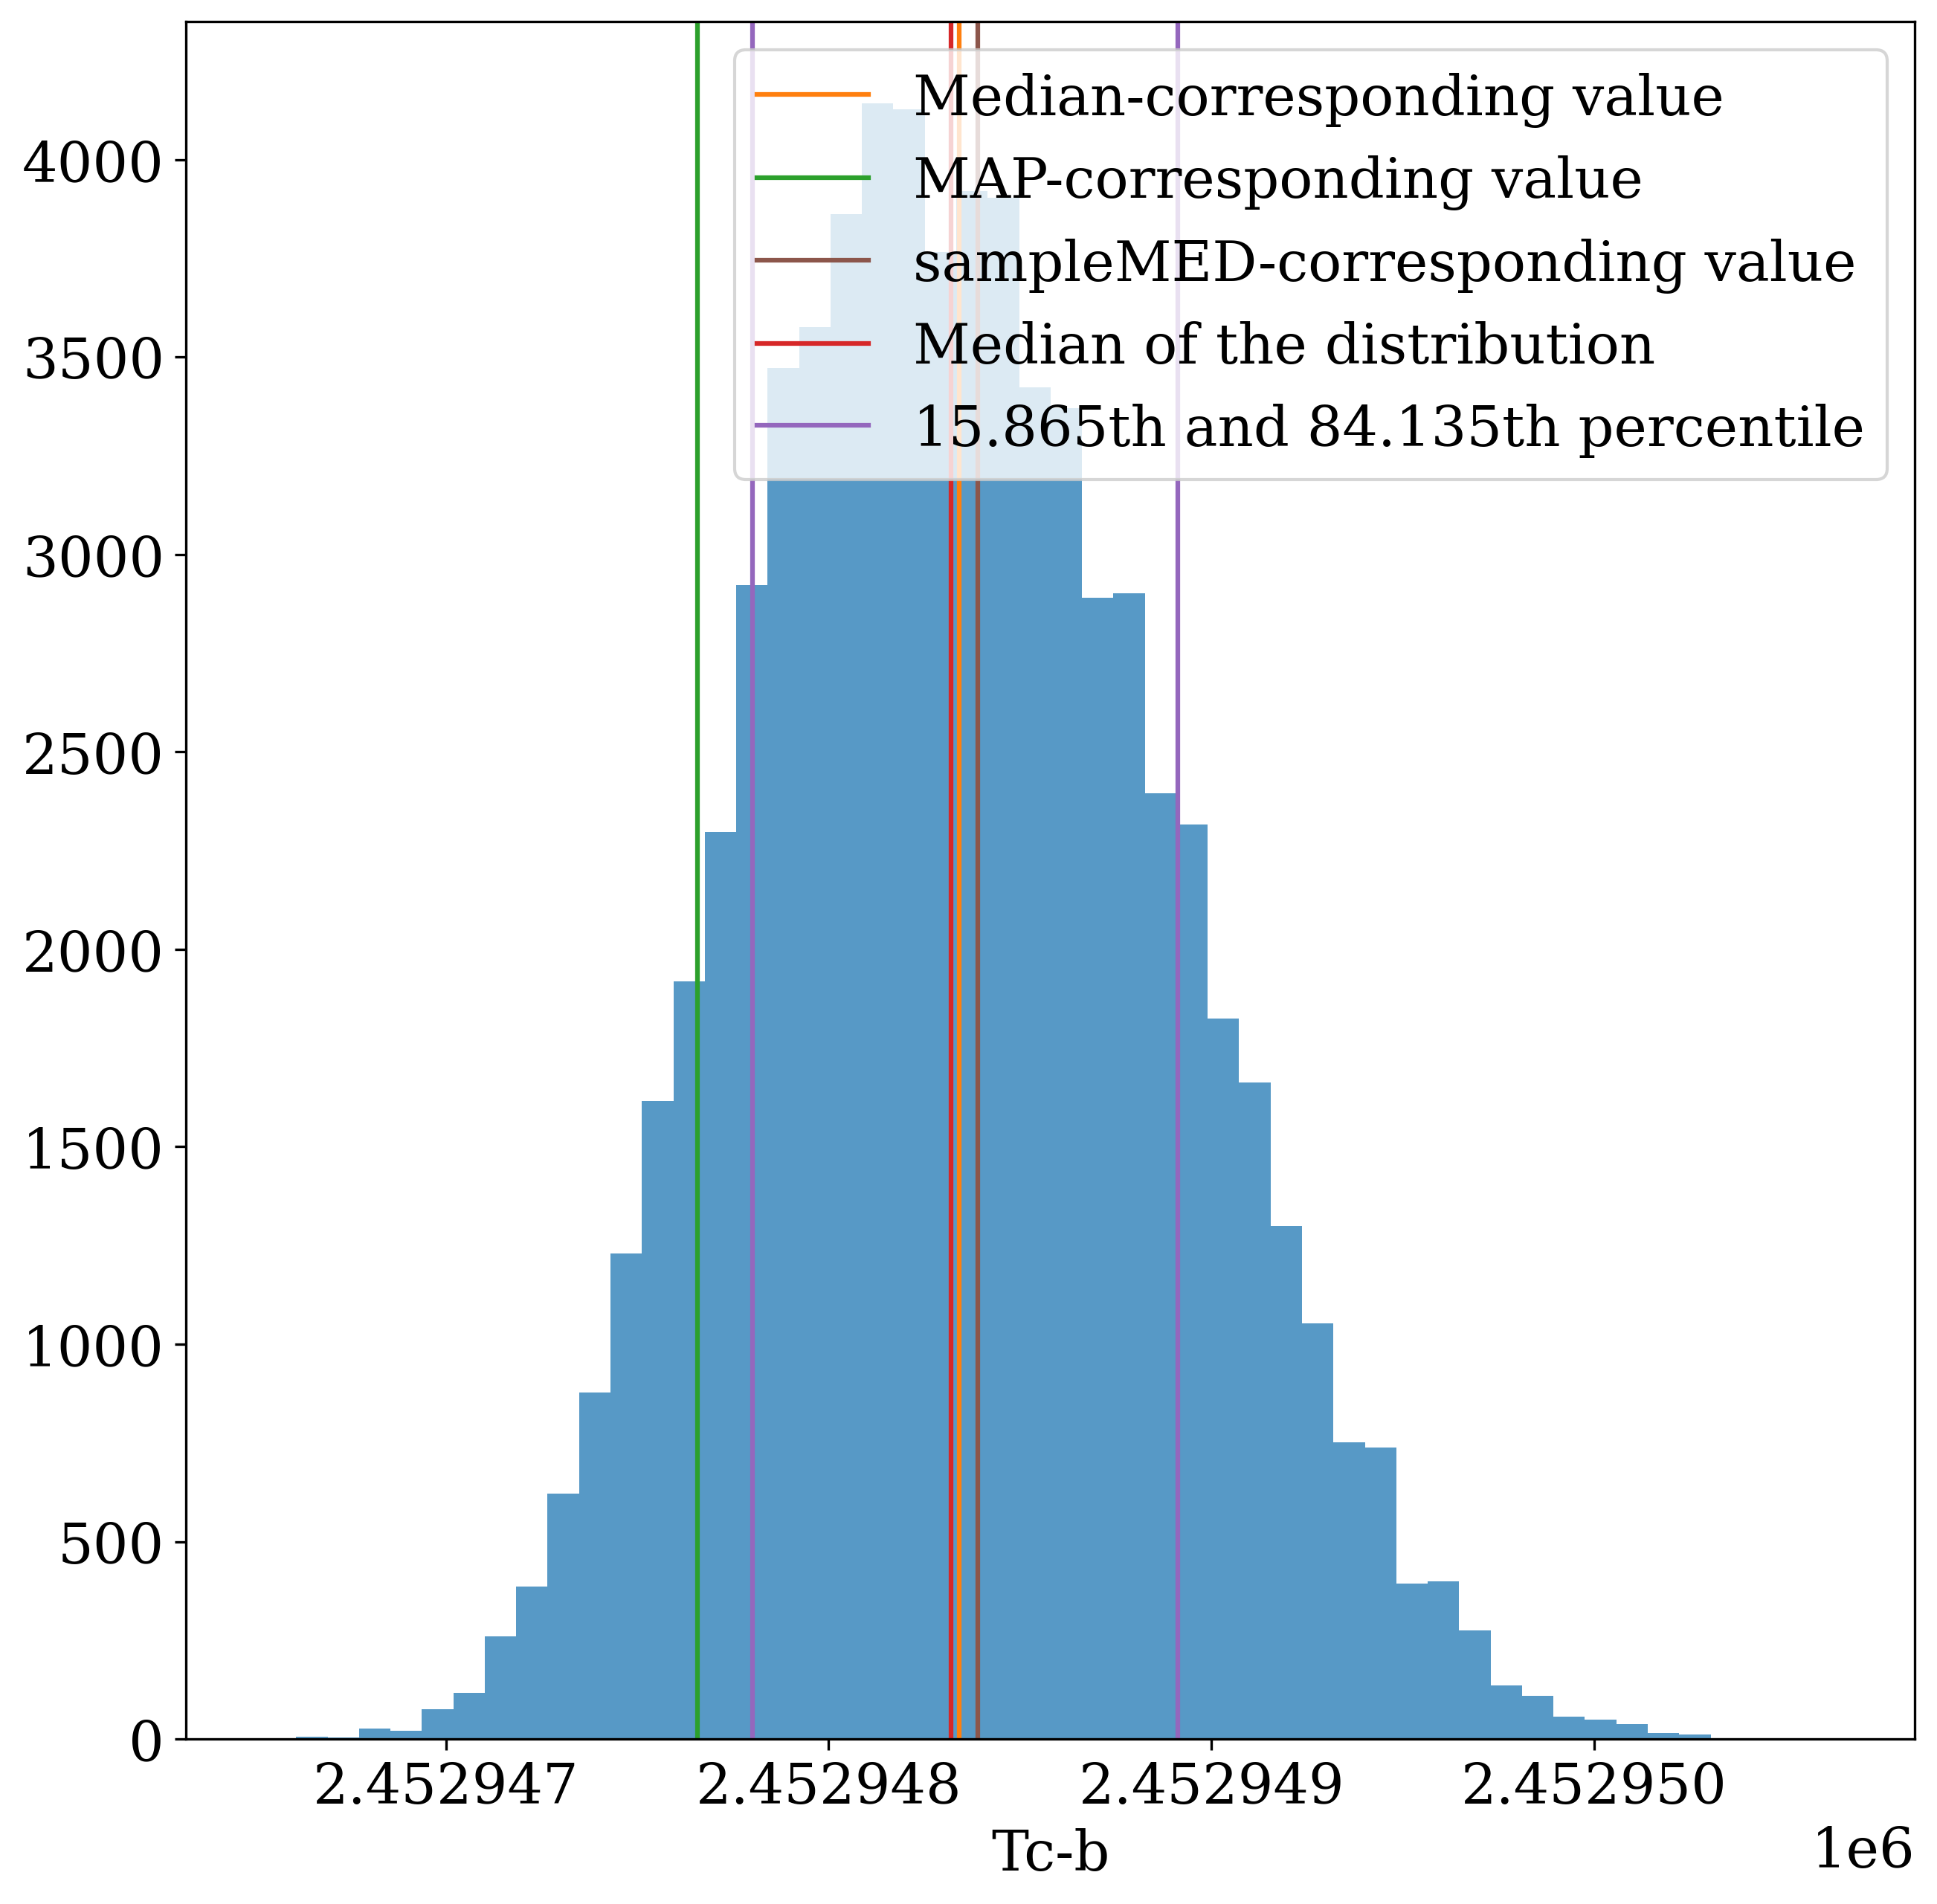 Median-corresponding value
MAP-corresponding value
sampleMED-corresponding value
Median of the distribution
15.865th and 84.135th percentile
4000
3500
3000
2500
2000
1500
1000
500
0
2.452947 2.452948 2.452949 2.452950
Tc-b
1e6